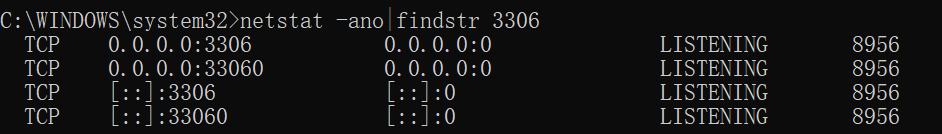 C:\WINDOWS\system32>netstat -ano|findstr 3306
TCP 0.0.0.0:3306 0.0.0.0:0 LISTENING 8956
TCP 0.0.0.0:33060 0.0.0.0:0 LISTENING 8956
TCP [::]:3306 [::]:0 LISTENING 8956
TCP [::]:33060 [::]:0 LISTENING 8956